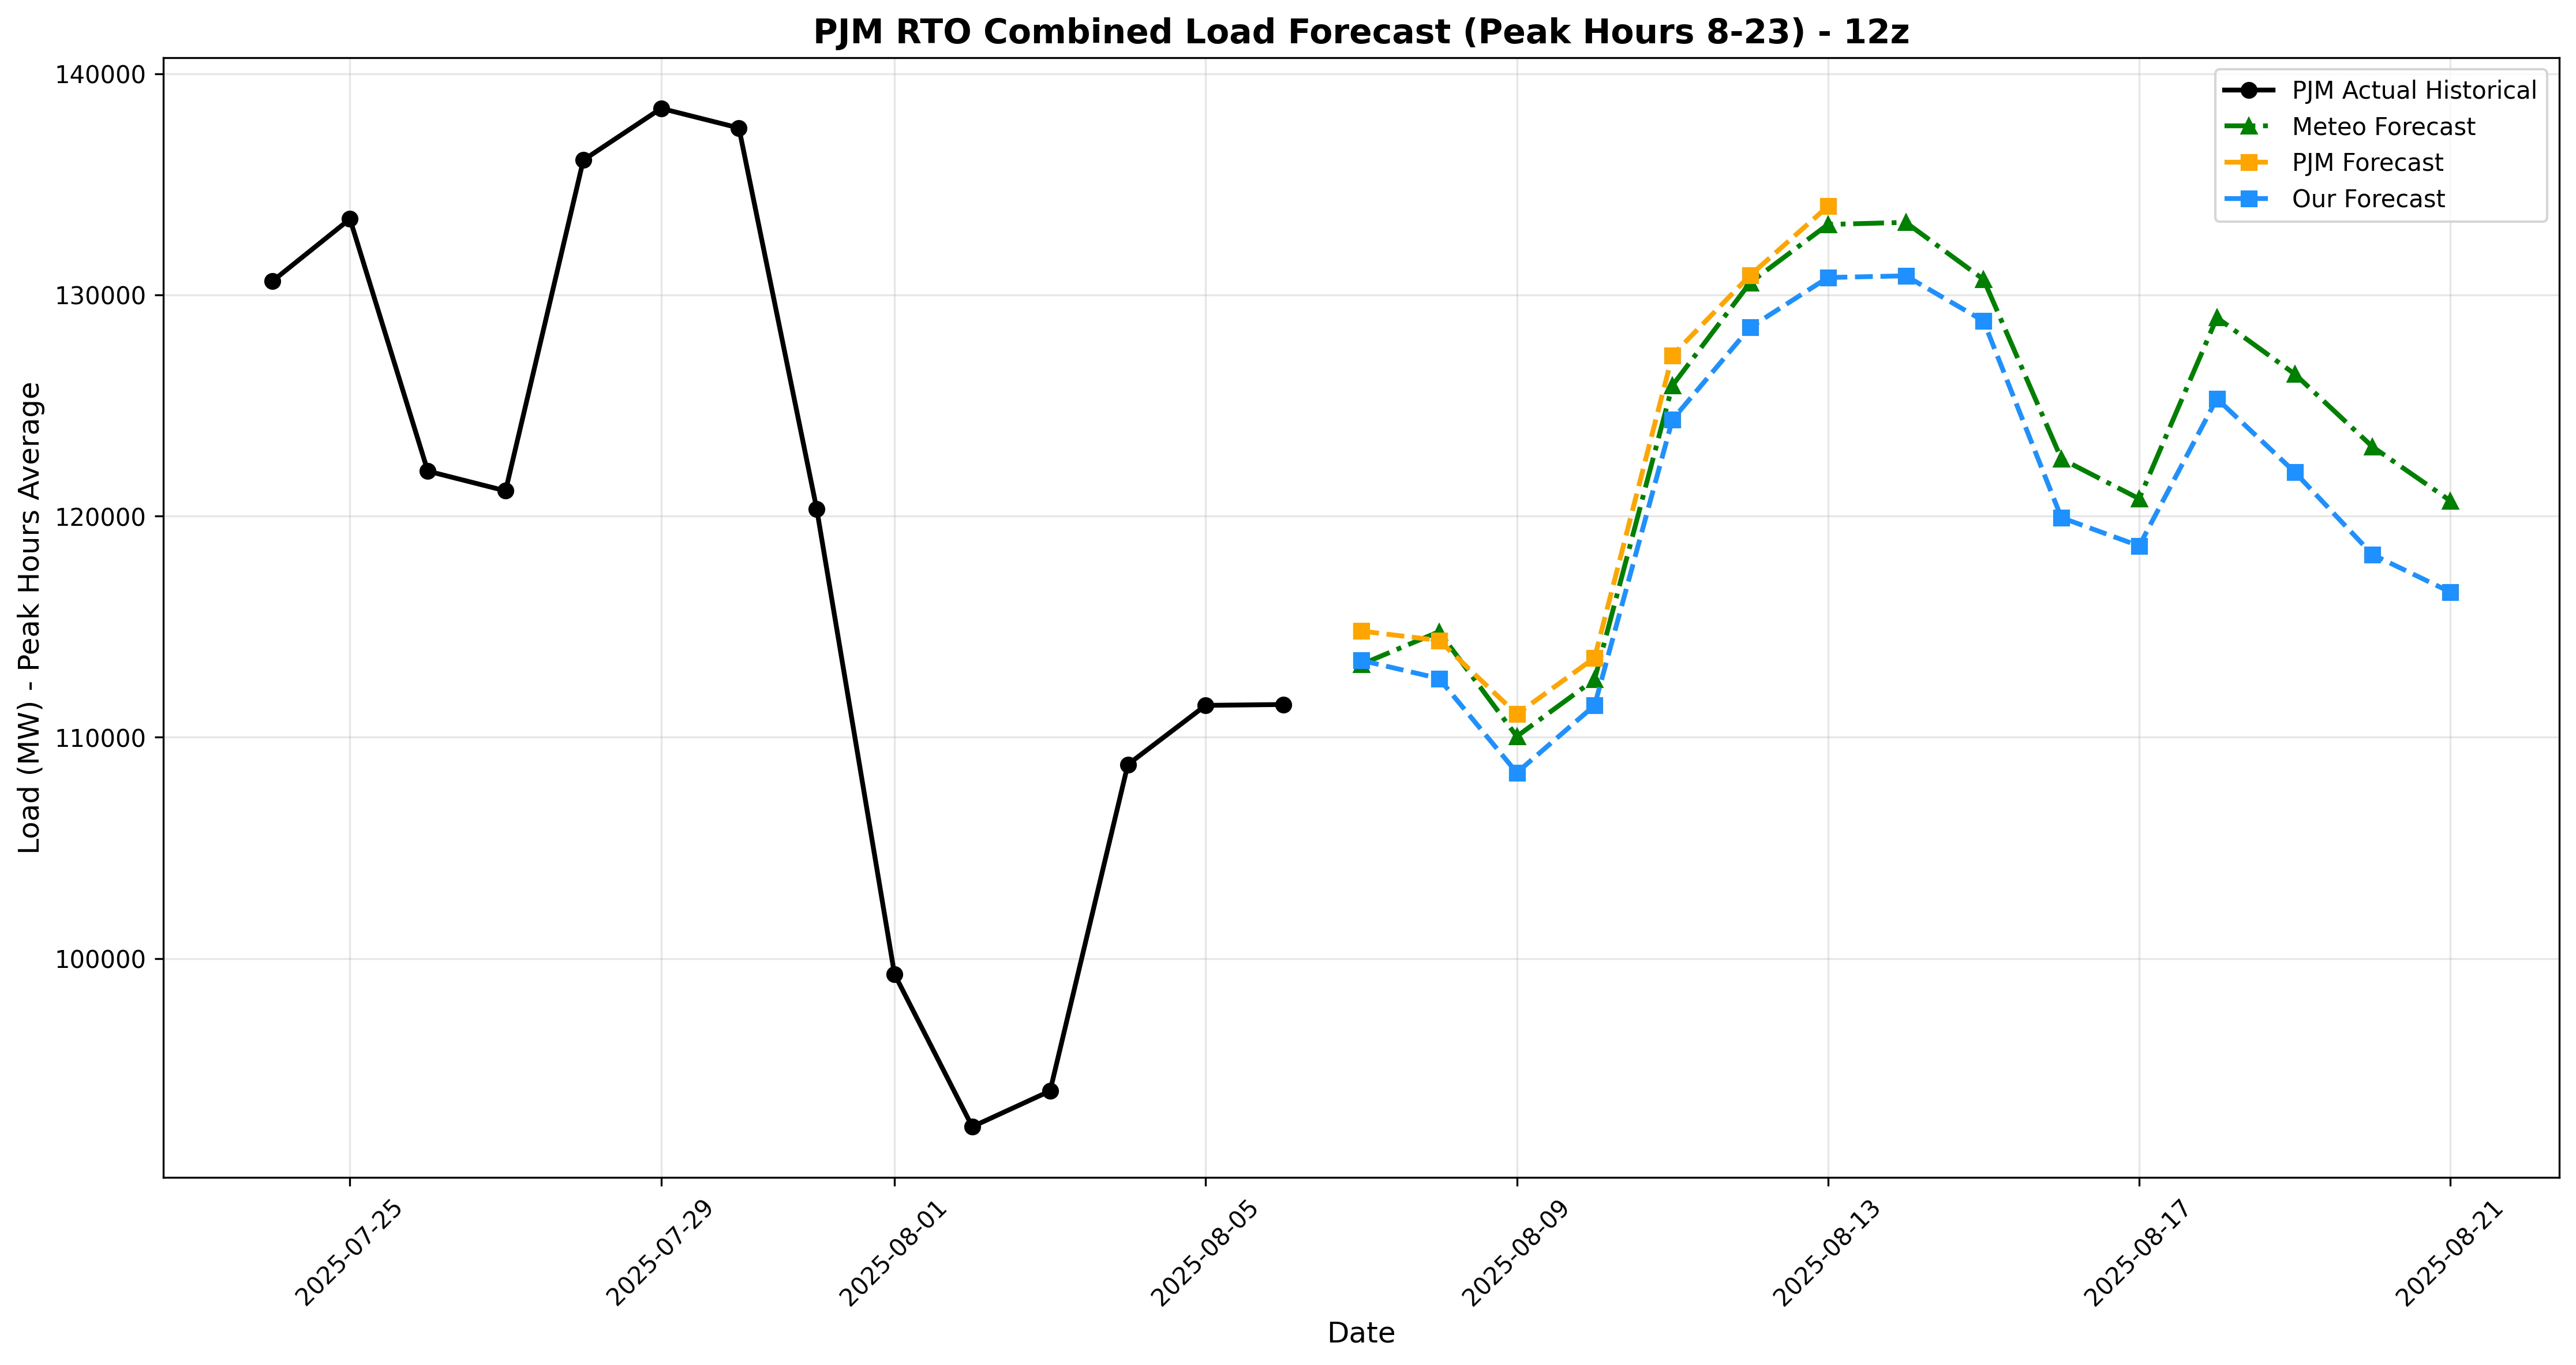 PJM RTO Combined Load Forecast (Peak Hours 8-23) - 12z
PJM Actual Historical
Meteo Forecast
PJM Forecast
Our Forecast
Load (MW) - Peak Hours Average
140000
130000
120000
110000
100000
2025-07-25
2025-07-29
2025-08-01
2025-08-05
2025-08-09
2025-08-13
2025-08-17
2025-08-21
Date